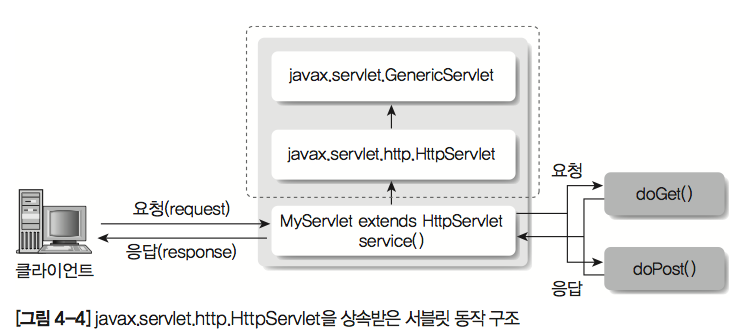 javax.servlet.GenericServlet
javax.servlet.http.HttpServlet
요청(request)
응답(response)
클라이언트
MyServlet extends HttpServlet
service()
요청
doGet()
doPost()
응답
[그림 4-4] javax.servlet.http.HttpServlet을 상속받은 서블릿 동작 구조